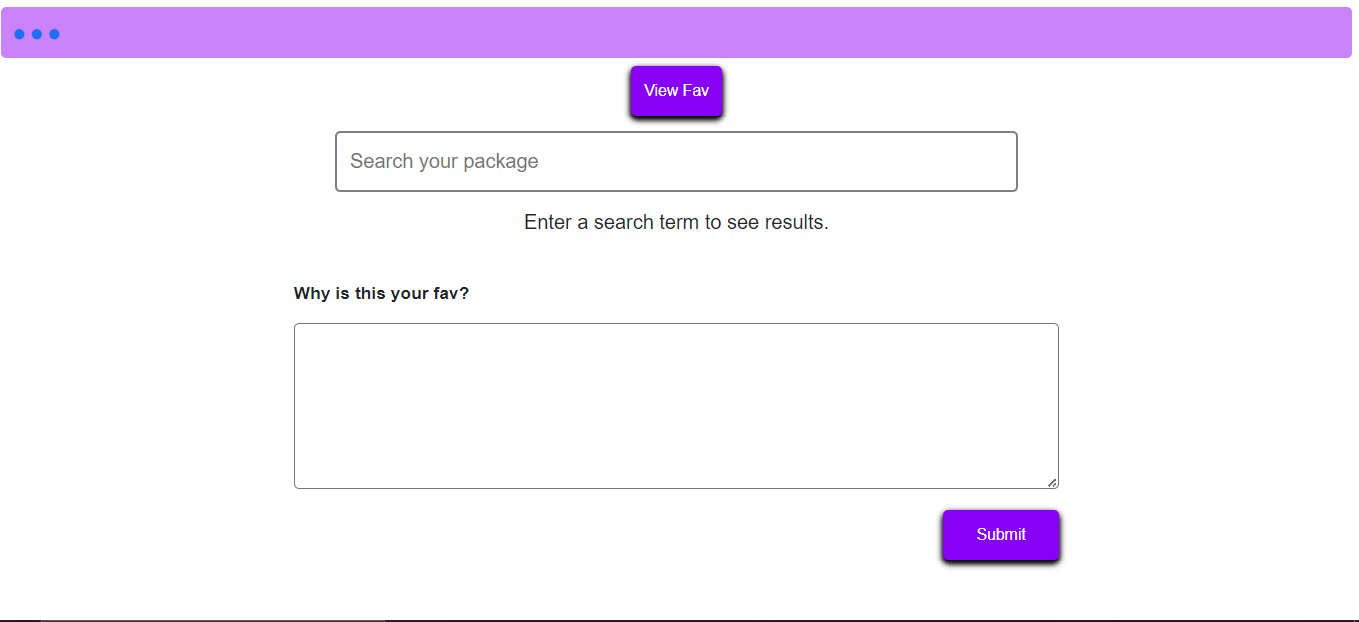 View Fav
Search your package
Enter a search term to see results.
Why is this your fav?
Submit